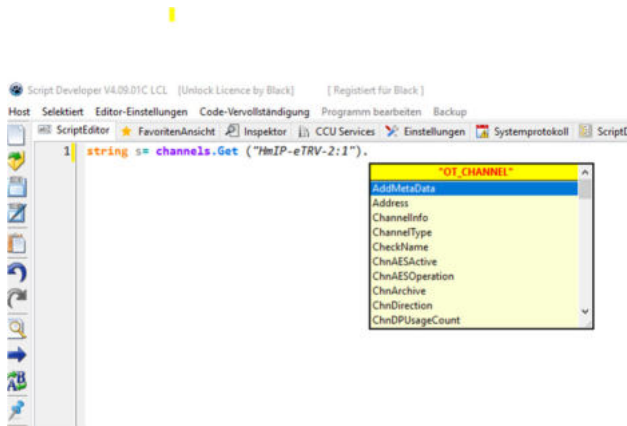 Script Developer V4.09.01C LCL [Unlock Licence by Black] [ Registiert für Black ]
Host Selektiert Editor-Einstellungen Code-Vervollständigung Programm bearbeiten Backup
ScriptEditor FavoritenAnsicht Inspektor CCU Services Einstellungen Systemprotokoll ScriptD
1 string s= channels.Get ("HmIP-eTRV-2:1").
"OT_CHANNEL"
AddMetaData
Address
ChannelInfo
ChannelType
CheckName
ChnAESActive
ChnAESOperation
ChnArchive
ChnDirection
ChnDPUsageCount